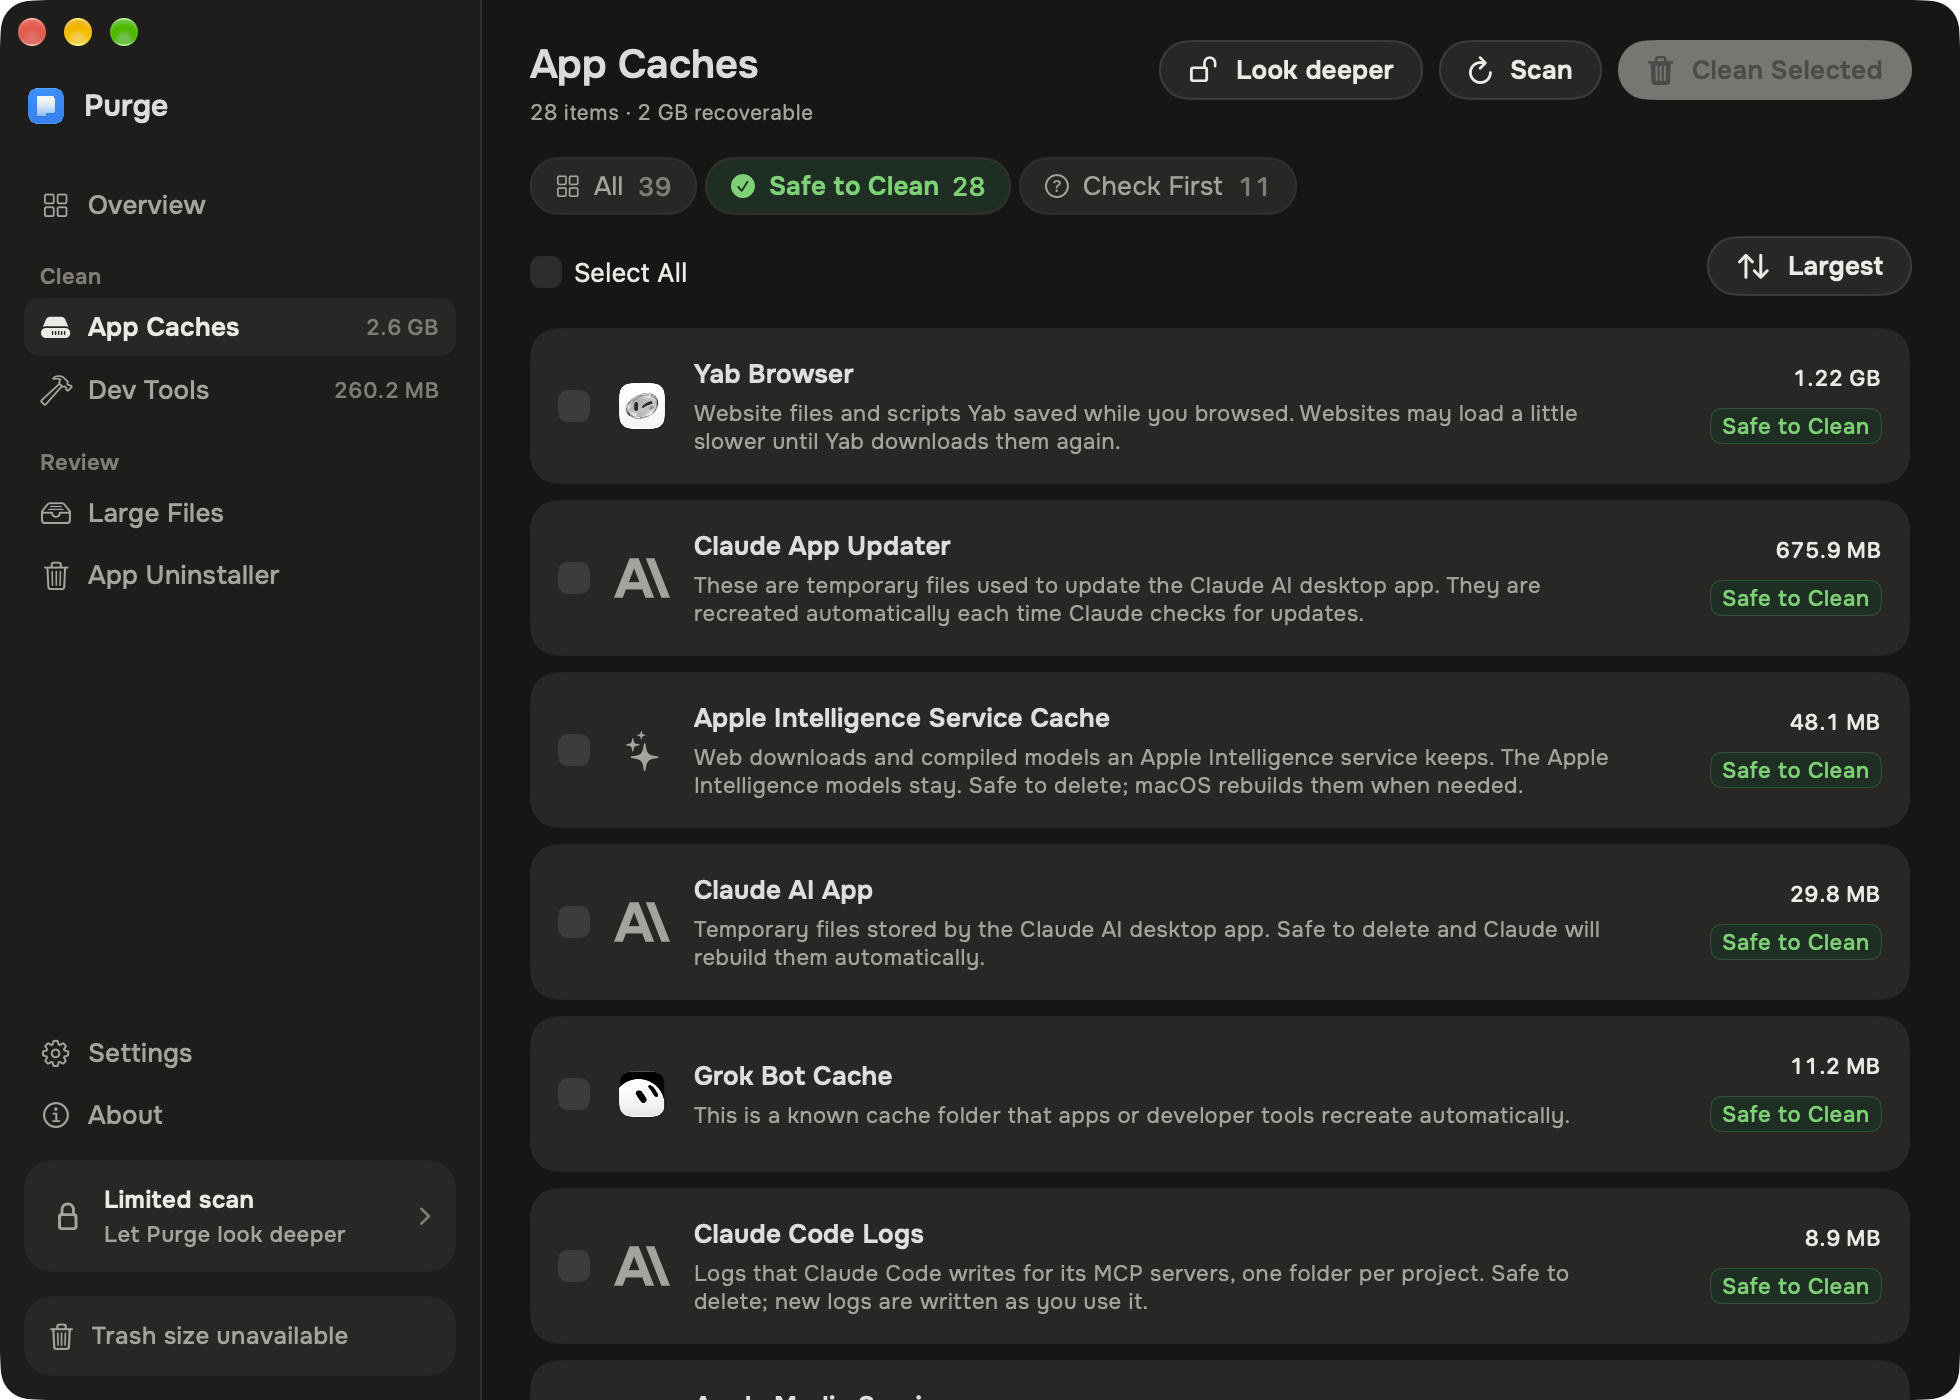 Purge
Overview
Clean
App Caches 2.6 GB
Dev Tools 260.2 MB
Review
Large Files
App Uninstaller
Settings
About
Limited scan
Let Purge look deeper
Trash size unavailable
App Caches
28 items · 2 GB recoverable
Look deeper
Scan
Clean Selected
All 39
Safe to Clean 28
Check First 11
Select All
Largest
Yab Browser
Website files and scripts Yab saved while you browsed. Websites may load a little
slower until Yab downloads them again.
1.22 GB
Safe to Clean
Claude App Updater
These are temporary files used to update the Claude AI desktop app. They are
recreated automatically each time Claude checks for updates.
675.9 MB
Safe to Clean
Apple Intelligence Service Cache
Web downloads and compiled models an Apple Intelligence service keeps. The Apple
Intelligence models stay. Safe to delete; macOS rebuilds them when needed.
48.1 MB
Safe to Clean
Claude AI App
Temporary files stored by the Claude AI desktop app. Safe to delete and Claude will
rebuild them automatically.
29.8 MB
Safe to Clean
Grok Bot Cache
This is a known cache folder that apps or developer tools recreate automatically.
11.2 MB
Safe to Clean
Claude Code Logs
Logs that Claude Code writes for its MCP servers, one folder per project. Safe to
delete; new logs are written as you use it.
8.9 MB
Safe to Clean